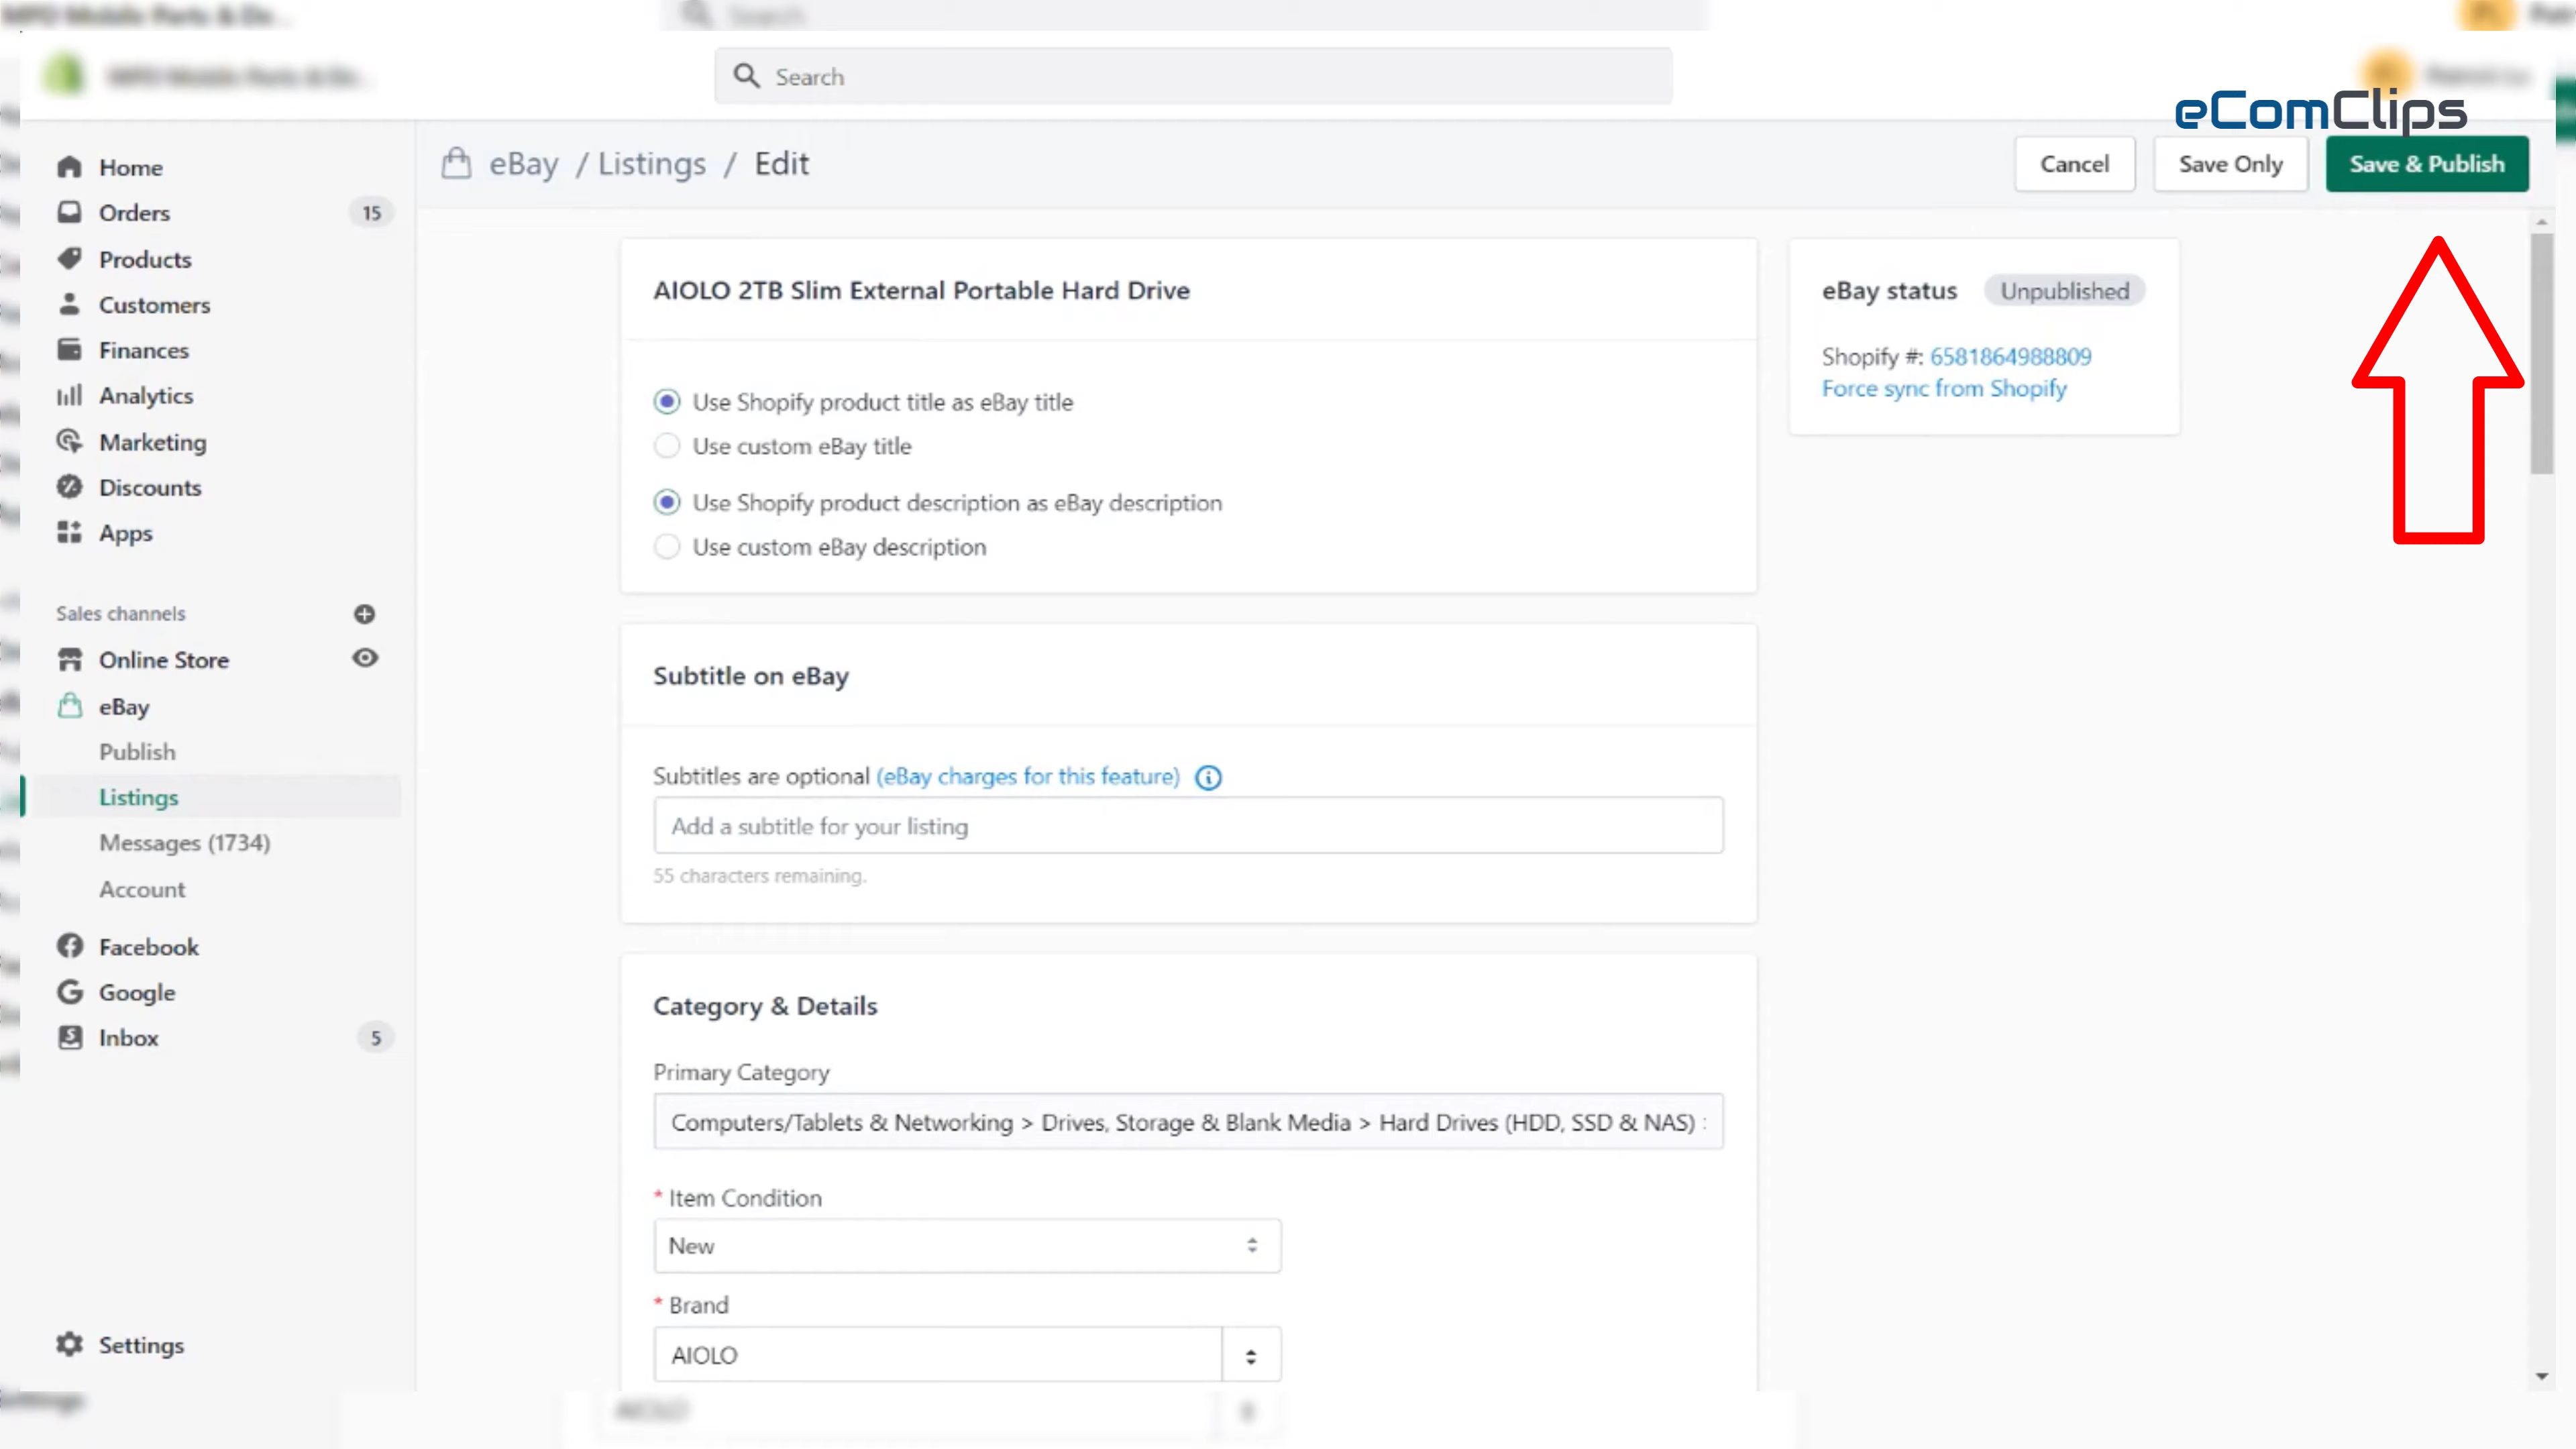 Search
eComClips
Home
Orders 15
Products
Customers
Finances
Analytics
Marketing
Discounts
Apps
Sales channels
Online Store
eBay
Publish
Listings
Messages (1734)
Account
Facebook
Google
Inbox 5
Settings
eBay / Listings / Edit
Cancel
Save Only
Save & Publish
AIOLO 2TB Slim External Portable Hard Drive
Use Shopify product title as eBay title
Use custom eBay title
Use Shopify product description as eBay description
Use custom eBay description
eBay status Unpublished
Shopify #: 6581864988809
Force sync from Shopify
Subtitle on eBay
Subtitles are optional (eBay charges for this feature)
Add a subtitle for your listing
55 characters remaining.
Category & Details
Primary Category
Computers/Tablets & Networking > Drives, Storage & Blank Media > Hard Drives (HDD, SSD & NAS)
* Item Condition
New
* Brand
AIOLO